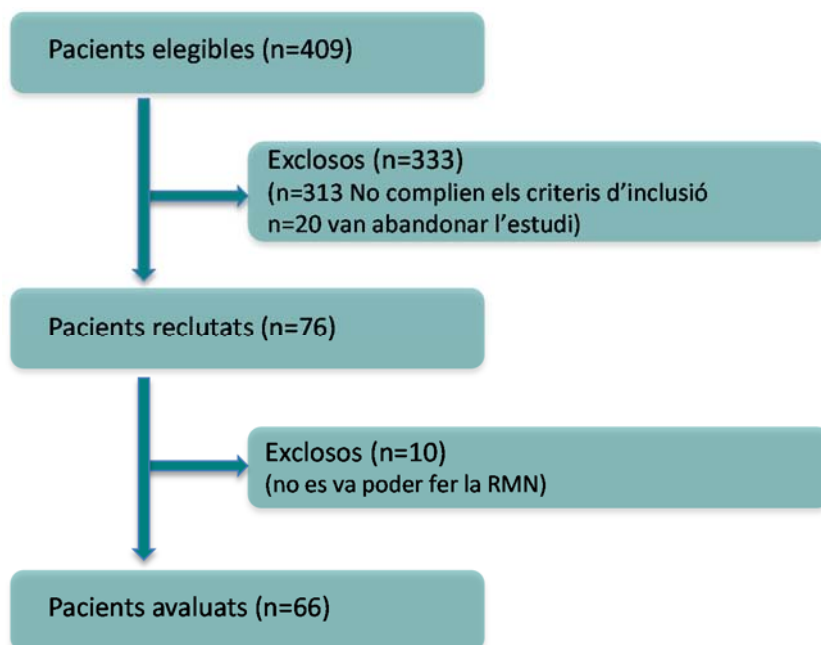 Pacients elegibles (n=409)
Exclosos (n=333)
(n=313 No complien els criteris d'inclusió
n=20 van abandonar l'estudi)
Pacients reclutats (n=76)
Exclosos (n=10)
(no es va poder fer la RMN)
Pacients avaluats (n=66)